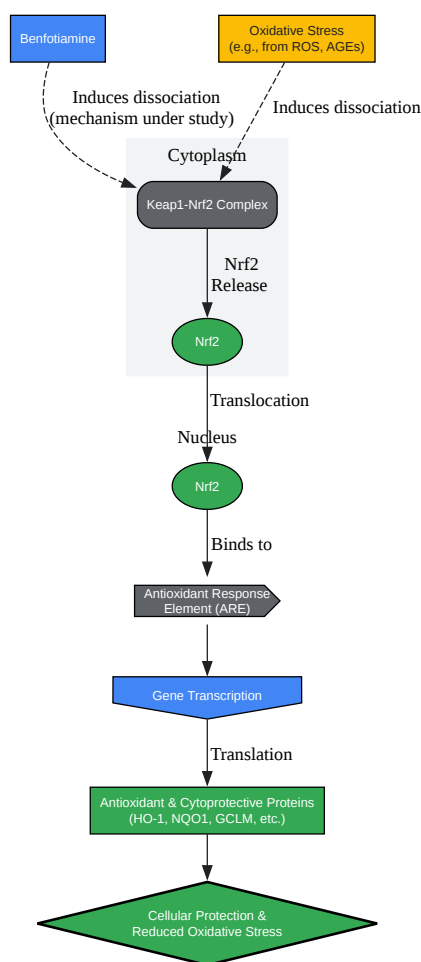 Benfotiamine
Oxidative Stress
(e.g., from ROS, AGEs)
Induces dissociation
(mechanism under study)
Induces dissociation
Cytoplasm
Keap1-Nrf2 Complex
Nrf2
Release
Nrf2
Translocation
Nucleus
Nrf2
Binds to
Antioxidant Response
Element (ARE)
Gene Transcription
Translation
Antioxidant & Cytoprotective Proteins
(HO-1, NQO1, GCLM, etc.)
Cellular Protection &
Reduced Oxidative Stress